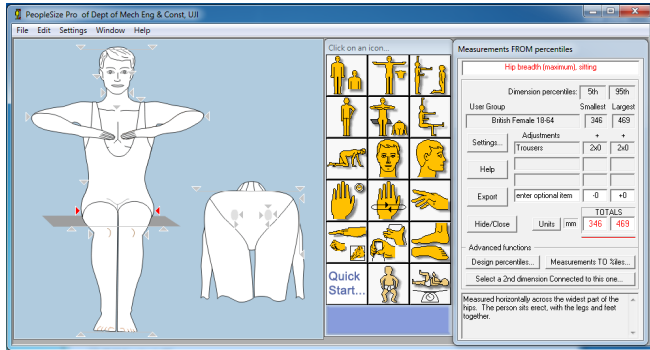 PeopleSize Pro of Dept of Mech Eng & Const, UJI
File Edit Settings Window Help
Click on an icon...
Quick
Start...
Measurements FROM percentiles
Hip breadth (maximum), sitting
Dimension percentiles: 5th 95th
User Group Smallest Largest
British Female 18-64 346 469
Adjustments + +
Settings... Trousers 2x0 2x0
Help
Export enter optional item -0 +0
TOTALS
Hide/Close Units mm 346 469
Advanced functions
Design percentiles... Measurements TO %iles...
Select a 2nd dimension Connected to this one...
Measured horizontally across the widest part of the
hips. The person sits erect, with the legs and feet
together.